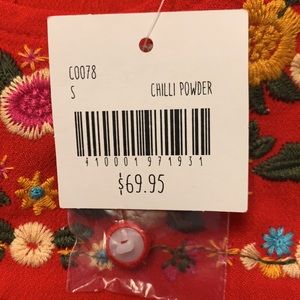 C0078
S CHILLI POWDER
410001971931
$69.95